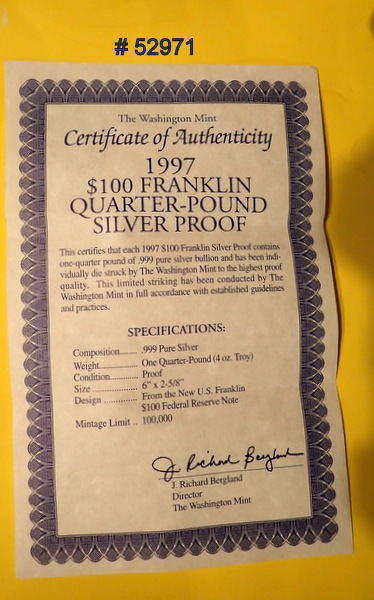 # 52971
The Washington Mint
Certificate of Authenticity
1997
$100 FRANKLIN
QUARTER-POUND
SILVER PROOF
This certifies that each 1997 $100 Franklin Silver Proof contains
one-quarter pound of .999 pure silver bullion and has been indi-
vidually die struck by The Washington Mint to the highest proof
quality. This limited striking has been conducted by The
Washington Mint in full accordance with established guidelines
and practices.
SPECIFICATIONS:
Composition....... .999 Pure Silver
Weight............... One Quarter-Pound (4 oz. Troy)
Condition........... Proof
Size .................... 6" x 2-5/8"
Design ............... From the New U.S. Franklin
$100 Federal Reserve Note
Mintage Limit .. 100,000
J. Richard Bergland
J. Richard Bergland
Director
The Washington Mint